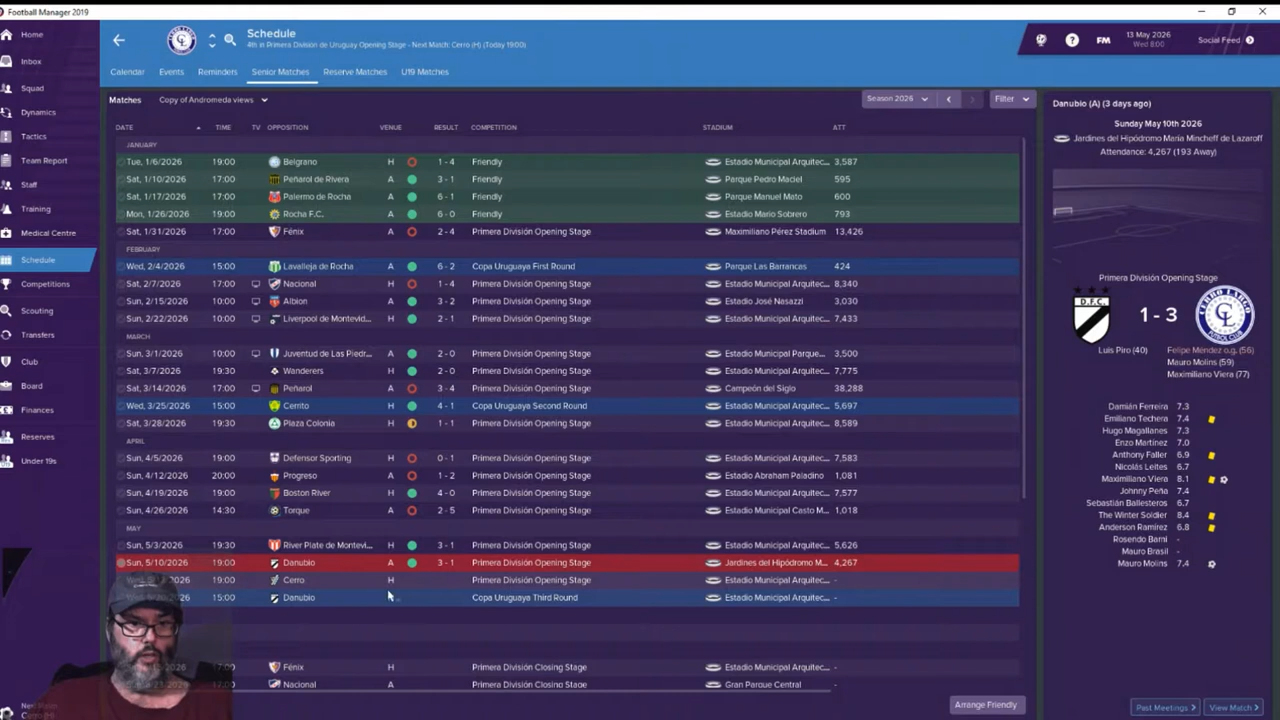 Football Manager 2019
Home
Inbox
Squad
Dynamics
Tactics
Team Report
Staff
Training
Medical Centre
Schedule
Competitions
Scouting
Transfers
Club
Board
Finances
Reserves
Under 19s
Schedule
4th in Primera División de Uruguay Opening Stage - Next Match: Cerro (H) (Today 19:00)
FM
13 May 2026
Wed 8:00
Social Feed
Calendar Events Reminders Senior Matches Reserve Matches U19 Matches
Matches Copy of Andromeda views Season 2026 Filter
DATE TIME TV OPPOSITION VENUE RESULT COMPETITION STADIUM ATT
JANUARY
Tue, 1/6/2026 19:00 Belgrano H 1 - 4 Friendly Estadio Municipal Arquitec... 3,587
Sat, 1/10/2026 17:00 Peñarol de Rivera A 3 - 1 Friendly Parque Pedro Maciel 595
Sat, 1/17/2026 17:00 Palermo de Rocha A 6 - 1 Friendly Parque Manuel Mato 600
Mon, 1/26/2026 19:00 Rocha F.C. A 6 - 0 Friendly Estadio Mario Sobrero 793
Sat, 1/31/2026 17:00 Fénix A 2 - 4 Primera División Opening Stage Maximiliano Pérez Stadium 13,426
FEBRUARY
Wed, 2/4/2026 15:00 Lavalleja de Rocha A 6 - 2 Copa Uruguaya First Round Parque Las Barrancas 424
Sat, 2/7/2026 17:00 Nacional H 1 - 4 Primera División Opening Stage Estadio Municipal Arquitec... 8,340
Sun, 2/15/2026 10:00 Albion A 3 - 2 Primera División Opening Stage Estadio José Nesazzi 3,030
Sun, 2/22/2026 10:00 Liverpool de Montevid... H 2 - 1 Primera División Opening Stage Estadio Municipal Arquitec... 7,433
MARCH
Sun, 3/1/2026 10:00 Juventud de Las Piedr... A 2 - 0 Primera División Opening Stage Estadio Parque... 3,500
Sat, 3/7/2026 19:30 Wanderers H 2 - 0 Primera División Opening Stage Estadio Municipal Arquitec... 7,775
Sat, 3/14/2026 17:00 Peñarol A 3 - 4 Primera División Opening Stage Campeón del Siglo 38,288
Wed, 3/25/2026 15:00 Cerrito H 4 - 1 Copa Uruguaya Second Round Estadio Municipal Arquitec... 5,697
Sat, 3/28/2026 19:30 Plaza Colonia H 1 - 1 Primera División Opening Stage Estadio Municipal Arquitec... 8,589
APRIL
Sun, 4/5/2026 19:00 Defensor Sporting H 0 - 1 Primera División Opening Stage Estadio Municipal Arquitec... 7,583
Sun, 4/12/2026 20:00 Progreso A 1 - 2 Primera División Opening Stage Estadio Abraham Paladino 1,081
Sun, 4/19/2026 19:00 Boston River H 4 - 0 Primera División Opening Stage Estadio Municipal Arquitec... 7,577
Sun, 4/26/2026 14:30 Torque A 2 - 5 Primera División Opening Stage Estadio Casto M... 1,018
MAY
Sun, 5/3/2026 19:30 River Plate de Montevi... H 3 - 1 Primera División Opening Stage Estadio Municipal Arquitec... 5,626
Sun, 5/10/2026 19:00 Danubio A 3 - 1 Primera División Opening Stage Jardines del Hipódromo M... 4,267
19:00 Cerro H Primera División Opening Stage Estadio Municipal Arquitec... -
15:00 Danubio Copa Uruguaya Third Round Estadio Municipal Arquitec... -
17:00 Fénix H Primera División Closing Stage Estadio Municipal Arquitec... -
17:00 Nacional A Primera División Closing Stage Gran Parque Central -
Arrange Friendly
Danubio (A) (3 days ago)
Sunday May 10th 2026
Jardines del Hipódromo María Mincheff de Lazaroff
Attendance: 4,267 (193 Away)
Primera División Opening Stage
D.F.C.
1 - 3
CERRO LARGO
CL
FUTBOL CLUB
Luis Piro (40)
Felipe Méndez o.g. (56)
Mauro Molins (59)
Maximiliano Viera (77)
Damián Ferreira 7.3
Emiliano Techera 7.4
Hugo Magallanes 7.3
Enzo Martínez 7.0
Anthony Faller 6.9
Nicolás Leites 6.7
Maximiliano Viera 8.1
Johnny Peña 7.4
Sebastián Ballesteros 6.7
The Winter Soldier 8.4
Anderson Ramírez 6.8
Rosendo Barni -
Mauro Brasil -
Mauro Molins 7.4
Past Meetings > View Match >